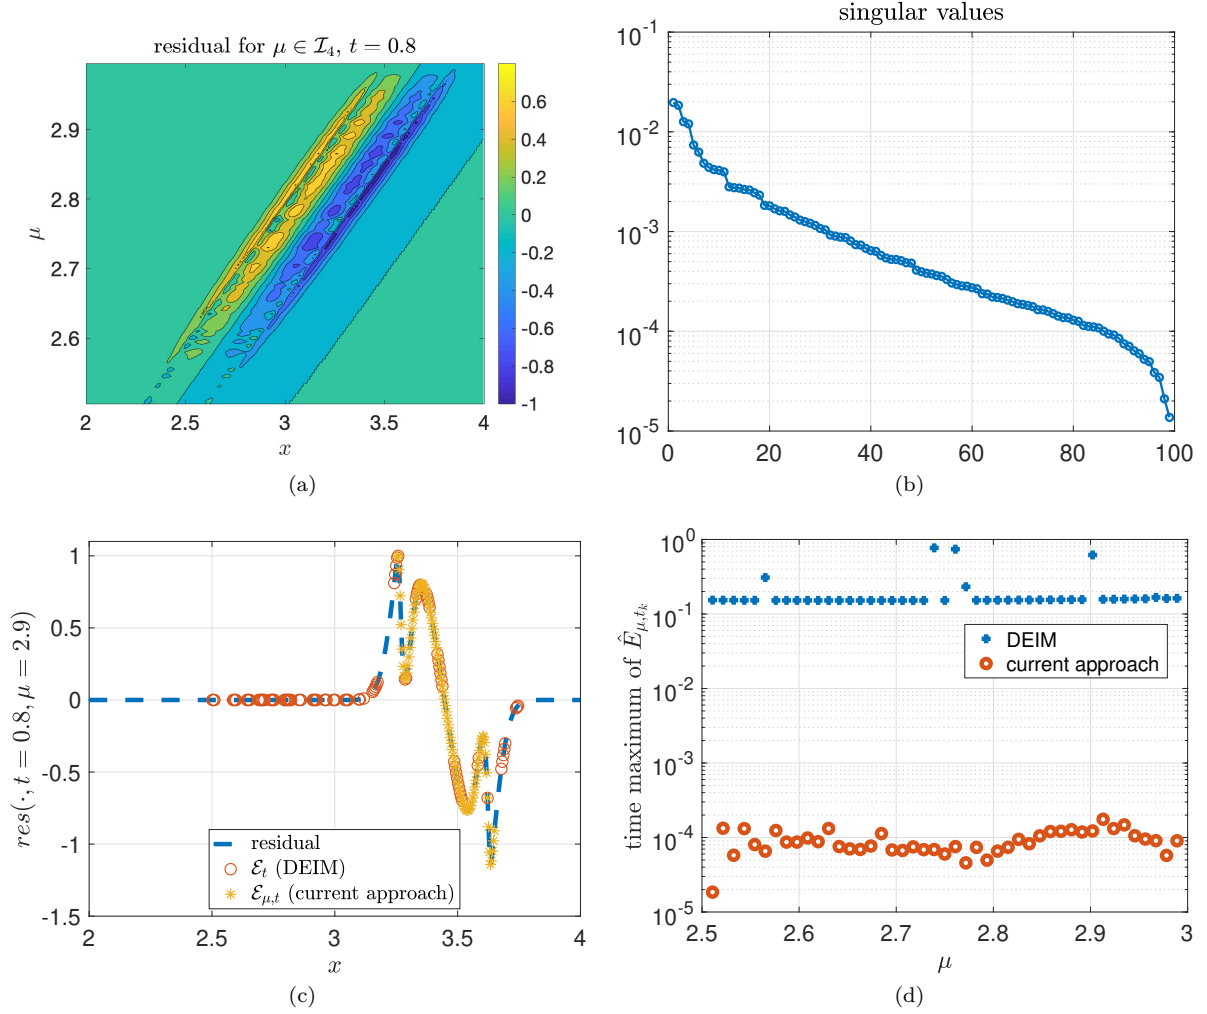 residual for μ ∈ I₄, t = 0.8
2.9
2.8
2.7
2.6
μ
2 2.5 3 3.5 4
x
0.6
0.4
0.2
0
-0.2
-0.4
-0.6
-0.8
-1
(a)
singular values
10⁻¹
10⁻²
10⁻³
10⁻⁴
10⁻⁵
0 20 40 60 80 100
(b)
res(·, t = 0.8, μ = 2.9)
1
0.5
0
-0.5
-1
-1.5
residual
ℰₜ (DEIM)
ℰ_{μ,t} (current approach)
2 2.5 3 3.5 4
x
(c)
time maximum of Ê_{μ,t_k}
10⁰
10⁻¹
10⁻²
10⁻³
10⁻⁴
10⁻⁵
DEIM
current approach
2.5 2.6 2.7 2.8 2.9 3
μ
(d)